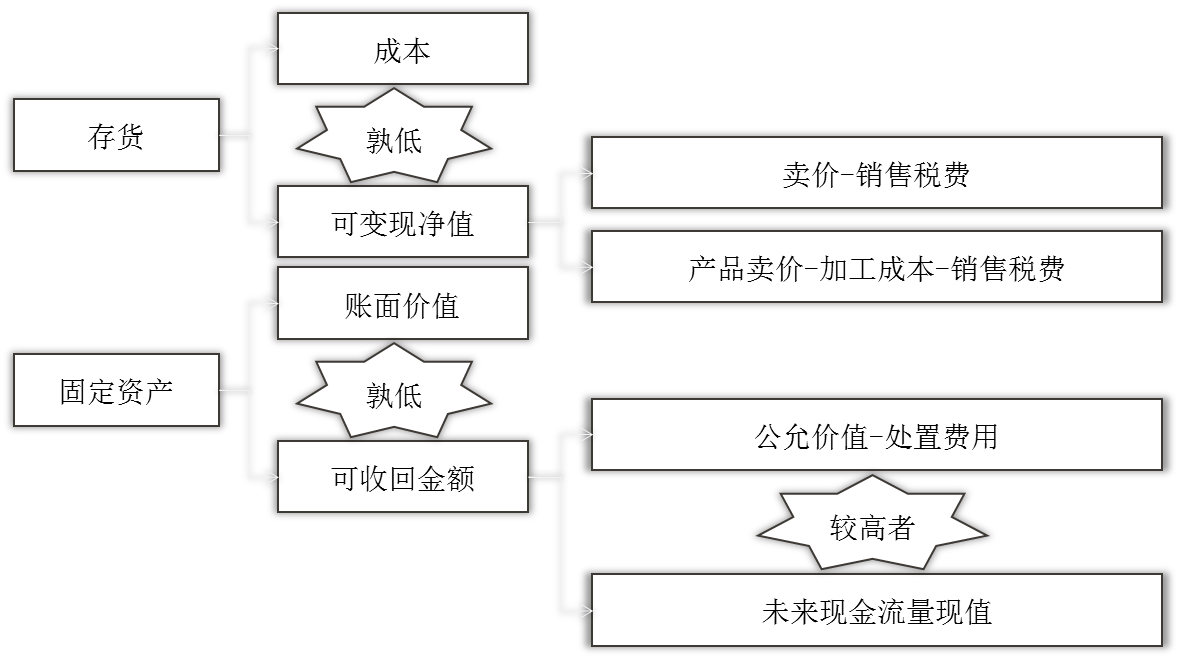 成本
存货
孰低
卖价-销售税费
可变现净值
产品卖价-加工成本-销售税费
账面价值
固定资产
孰低
公允价值-处置费用
可收回金额
较高者
未来现金流量现值